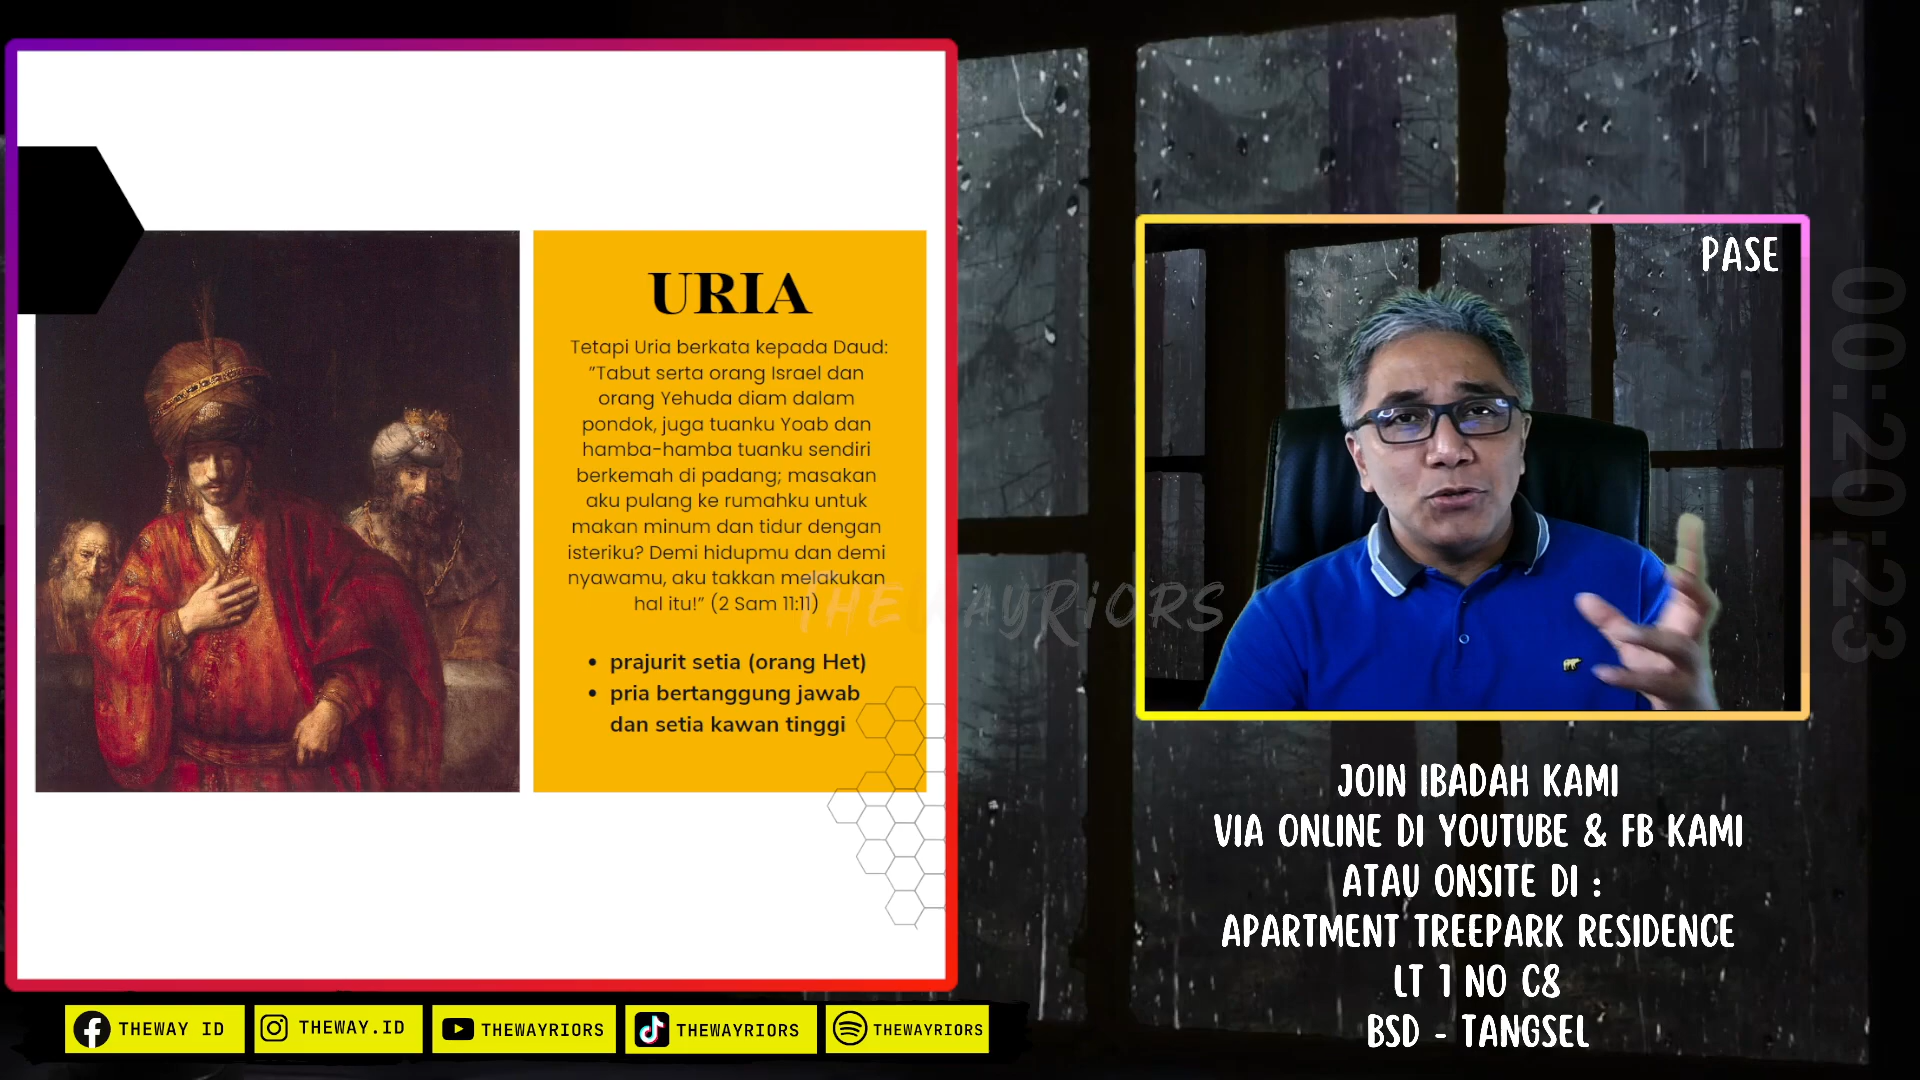 URIA
Tetapi Uria berkata kepada Daud:
"Tabut serta orang Israel dan
orang Yehuda diam dalam
pondok, juga tuanku Yoab dan
hamba-hamba tuanku sendiri
berkemah di padang; masakan
aku pulang ke rumahku untuk
makan minum dan tidur dengan
isteriku? Demi hidupmu dan demi
nyawamu, aku takkan melakukan
hal itu!" (2 Sam 11:11)
• prajurit setia (orang Het)
• pria bertanggung jawab
dan setia kawan tinggi
THEWAYRIORS
PASE
00:20:23
JOIN IBADAH KAMI
VIA ONLINE DI YOUTUBE & FB KAMI
ATAU ONSITE DI :
APARTMENT TREEPARK RESIDENCE
LT 1 NO C8
BSD - TANGSEL
THEWAY ID
THEWAY.ID
THEWAYRIORS
THEWAYRIORS
THEWAYRIORS